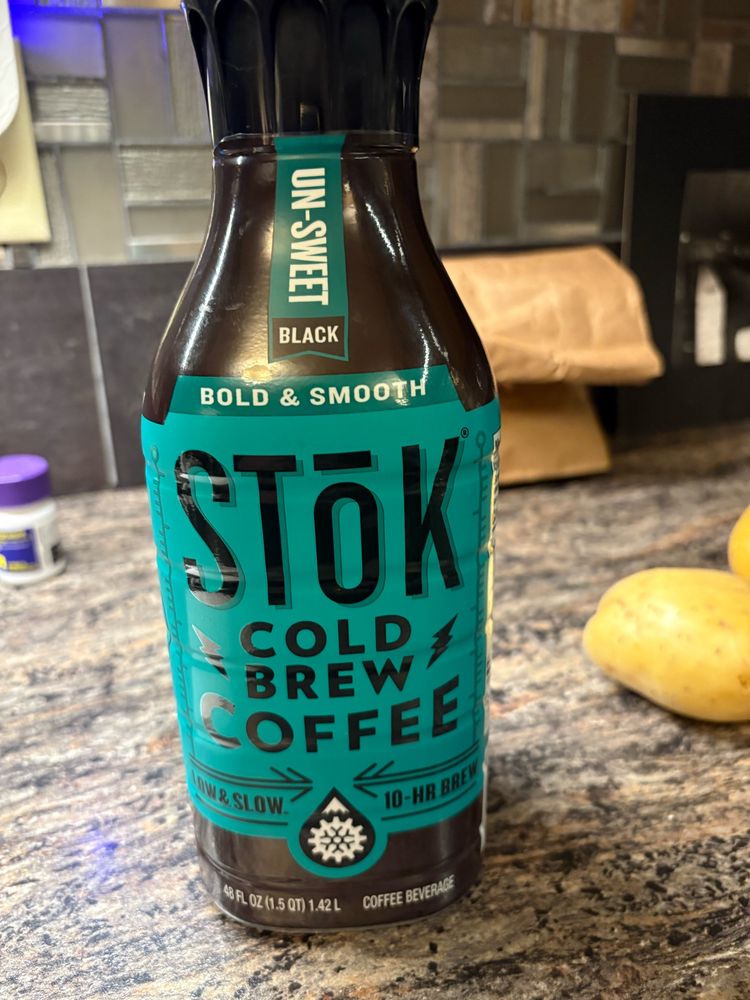 UN-SWEET
BLACK
BOLD & SMOOTH
STōK®
COLD
BREW
COFFEE
LOW & SLOW 10-HR BREW
48 FL OZ (1.5 QT) 1.42 L COFFEE BEVERAGE